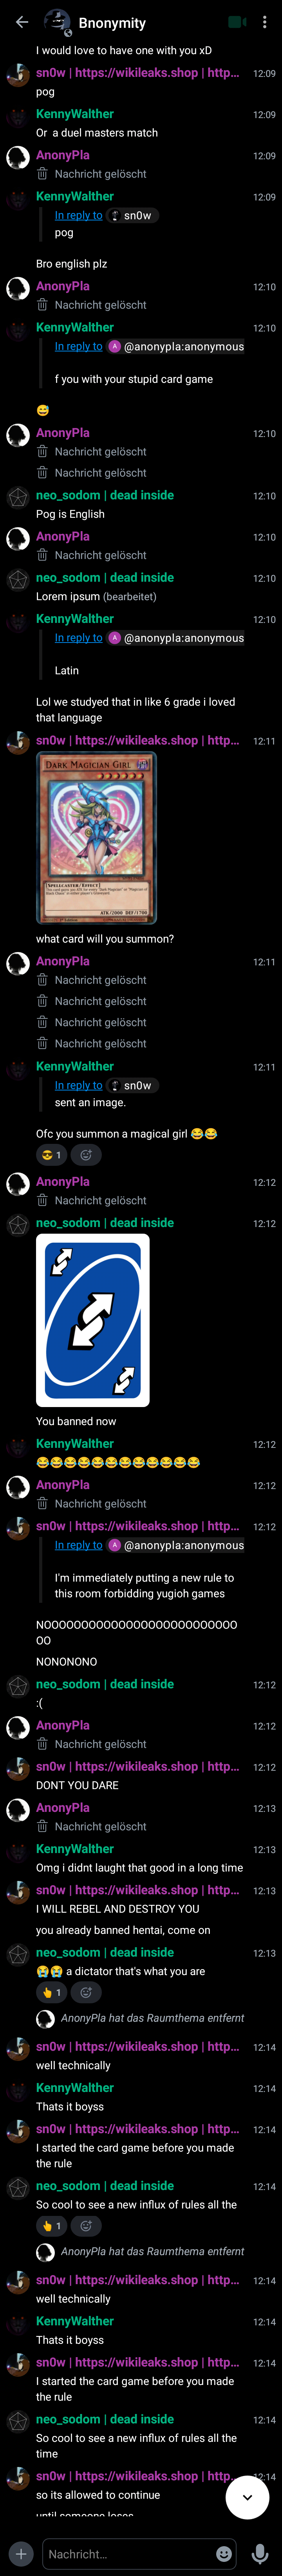 Bnonymity
I would love to have one with you xD
sn0w | https://wikileaks.shop | http... 12:09
pog
KennyWalther 12:09
Or a duel masters match
AnonyPla 12:09
Nachricht gelöscht
KennyWalther 12:09
In reply to sn0w
pog
Bro english plz
AnonyPla 12:10
Nachricht gelöscht
KennyWalther 12:10
In reply to A @anonypla:anonymous
f you with your stupid card game
AnonyPla 12:10
Nachricht gelöscht
Nachricht gelöscht
neo_sodom | dead inside 12:10
Pog is English
AnonyPla 12:10
Nachricht gelöscht
neo_sodom | dead inside 12:10
Lorem ipsum (bearbeitet)
KennyWalther 12:10
In reply to A @anonypla:anonymous
Latin
Lol we studyed that in like 6 grade i loved
that language
sn0w | https://wikileaks.shop | http... 12:11
DARK MAGICIAN GIRL
[SPELLCASTER/EFFECT]
ATK/2000 DEF/1700
what card will you summon?
AnonyPla 12:11
Nachricht gelöscht
Nachricht gelöscht
Nachricht gelöscht
Nachricht gelöscht
KennyWalther 12:11
In reply to sn0w
sent an image.
Ofc you summon a magical girl 😂😂
😎 1
AnonyPla 12:12
Nachricht gelöscht
neo_sodom | dead inside 12:12
You banned now
KennyWalther 12:12
😂😂😂😂😂😂😂😂😂😂😂😂
AnonyPla 12:12
Nachricht gelöscht
sn0w | https://wikileaks.shop | http... 12:12
In reply to A @anonypla:anonymous
I'm immediately putting a new rule to
this room forbidding yugioh games
NOOOOOOOOOOOOOOOOOOOOOOOOOO
OO
NONONONO
neo_sodom | dead inside 12:12
:(
AnonyPla 12:12
Nachricht gelöscht
sn0w | https://wikileaks.shop | http... 12:12
DONT YOU DARE
AnonyPla 12:13
Nachricht gelöscht
KennyWalther 12:13
Omg i didnt laught that good in a long time
sn0w | https://wikileaks.shop | http... 12:13
I WILL REBEL AND DESTROY YOU
you already banned hentai, come on
neo_sodom | dead inside 12:13
😭😭 a dictator that's what you are
👆 1
AnonyPla hat das Raumthema entfernt
sn0w | https://wikileaks.shop | http... 12:14
well technically
KennyWalther 12:14
Thats it boyss
sn0w | https://wikileaks.shop | http... 12:14
I started the card game before you made
the rule
neo_sodom | dead inside 12:14
So cool to see a new influx of rules all the
👆 1
AnonyPla hat das Raumthema entfernt
sn0w | https://wikileaks.shop | http... 12:14
well technically
KennyWalther 12:14
Thats it boyss
sn0w | https://wikileaks.shop | http... 12:14
I started the card game before you made
the rule
neo_sodom | dead inside 12:14
So cool to see a new influx of rules all the
time
sn0w | https://wikileaks.shop | http... 12:14
so its allowed to continue
until someone loses
Nachricht...